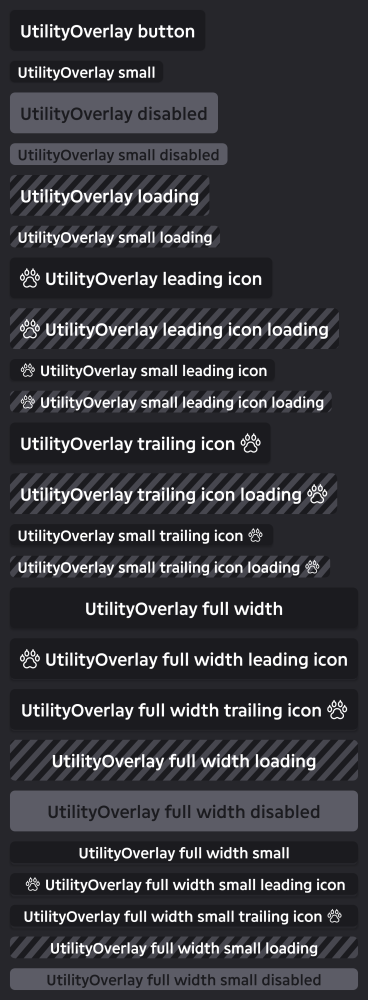 UtilityOverlay button
UtilityOverlay small
UtilityOverlay disabled
UtilityOverlay small disabled
UtilityOverlay loading
UtilityOverlay small loading
UtilityOverlay leading icon
UtilityOverlay leading icon loading
UtilityOverlay small leading icon
UtilityOverlay small leading icon loading
UtilityOverlay trailing icon
UtilityOverlay trailing icon loading
UtilityOverlay small trailing icon
UtilityOverlay small trailing icon loading
UtilityOverlay full width
UtilityOverlay full width leading icon
UtilityOverlay full width trailing icon
UtilityOverlay full width loading
UtilityOverlay full width disabled
UtilityOverlay full width small
UtilityOverlay full width small leading icon
UtilityOverlay full width small trailing icon
UtilityOverlay full width small loading
UtilityOverlay full width small disabled